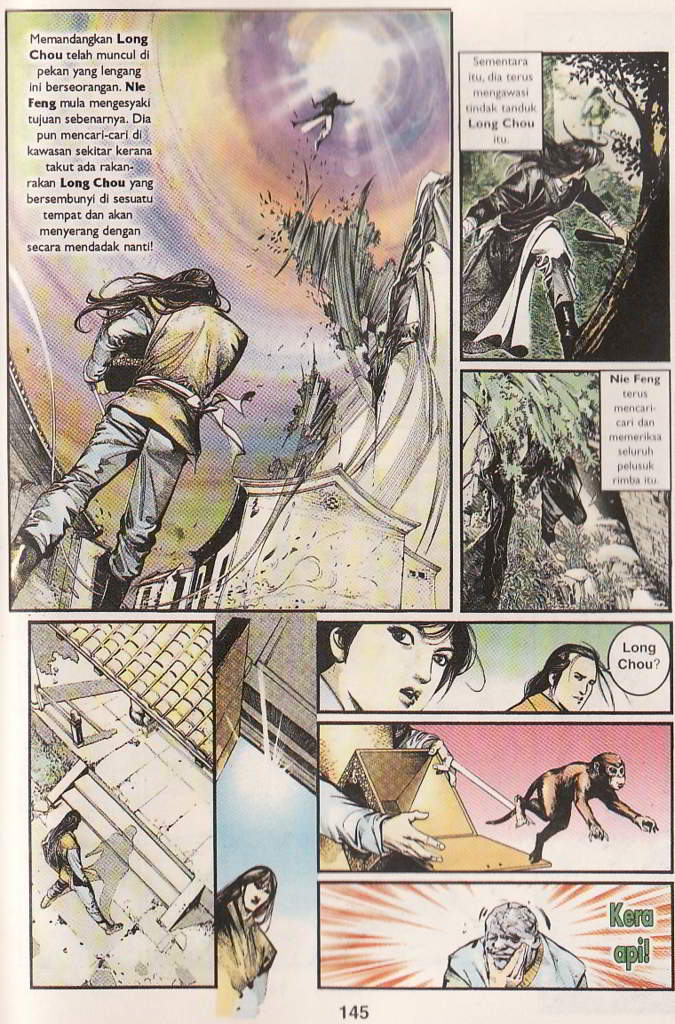 Memandangkan Long
Chou telah muncul di
pekan yang lengang
ini berseorangan. Nie
Feng mula mengesyaki
tujuan sebenarnya. Dia
pun mencari-cari di
kawasan sekitar kerana
takut ada rakan-
rakan Long Chou yang
bersembunyi di sesuatu
tempat dan akan
menyerang dengan
secara mendadak nanti!
Sementara
itu, dia terus
mengawasi
tindak tanduk
Long Chou
itu.
Nie Feng
terus
mencari-
cari dan
memeriksa
seluruh
pelusuk
rimba itu.
Long
Chou?
Kera
api!
145